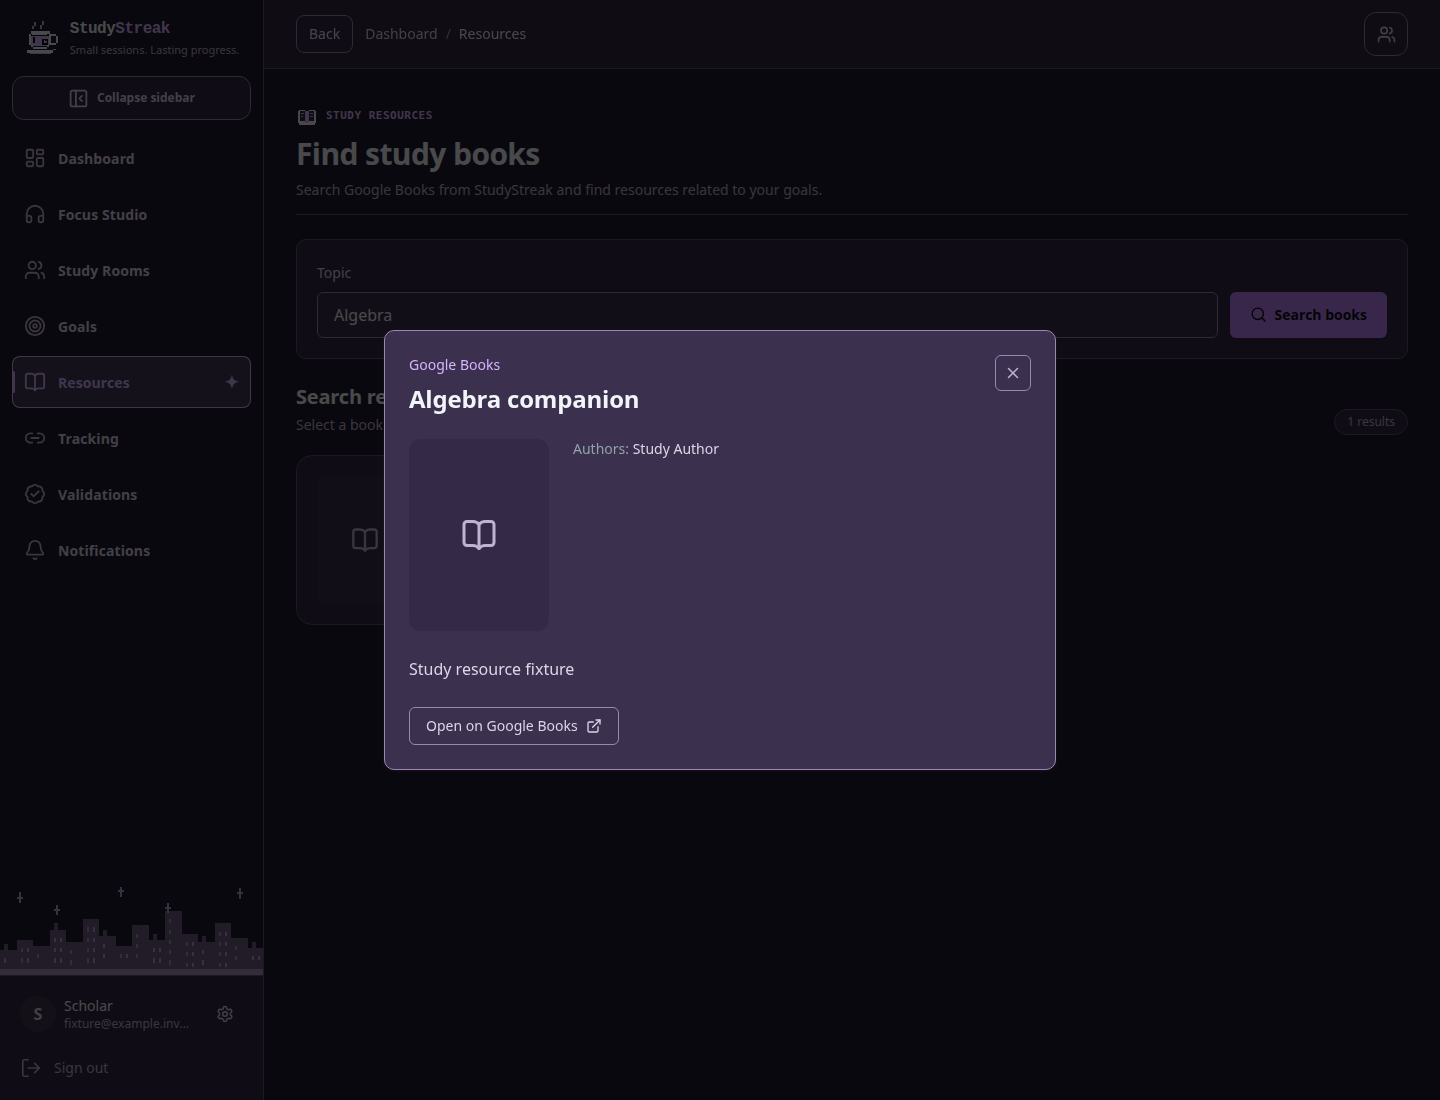 StudyStreak
Small sessions. Lasting progress.
Collapse sidebar
Dashboard
Focus Studio
Study Rooms
Goals
Resources
Tracking
Validations
Notifications
S
Scholar
fixture@example.inv...
Sign out
Back
Dashboard / Resources
STUDY RESOURCES
Find study books
Search Google Books from StudyStreak and find resources related to your goals.
Topic
Algebra
Search books
Search re
Select a book
1 results
Google Books
Algebra companion
Authors: Study Author
Study resource fixture
Open on Google Books